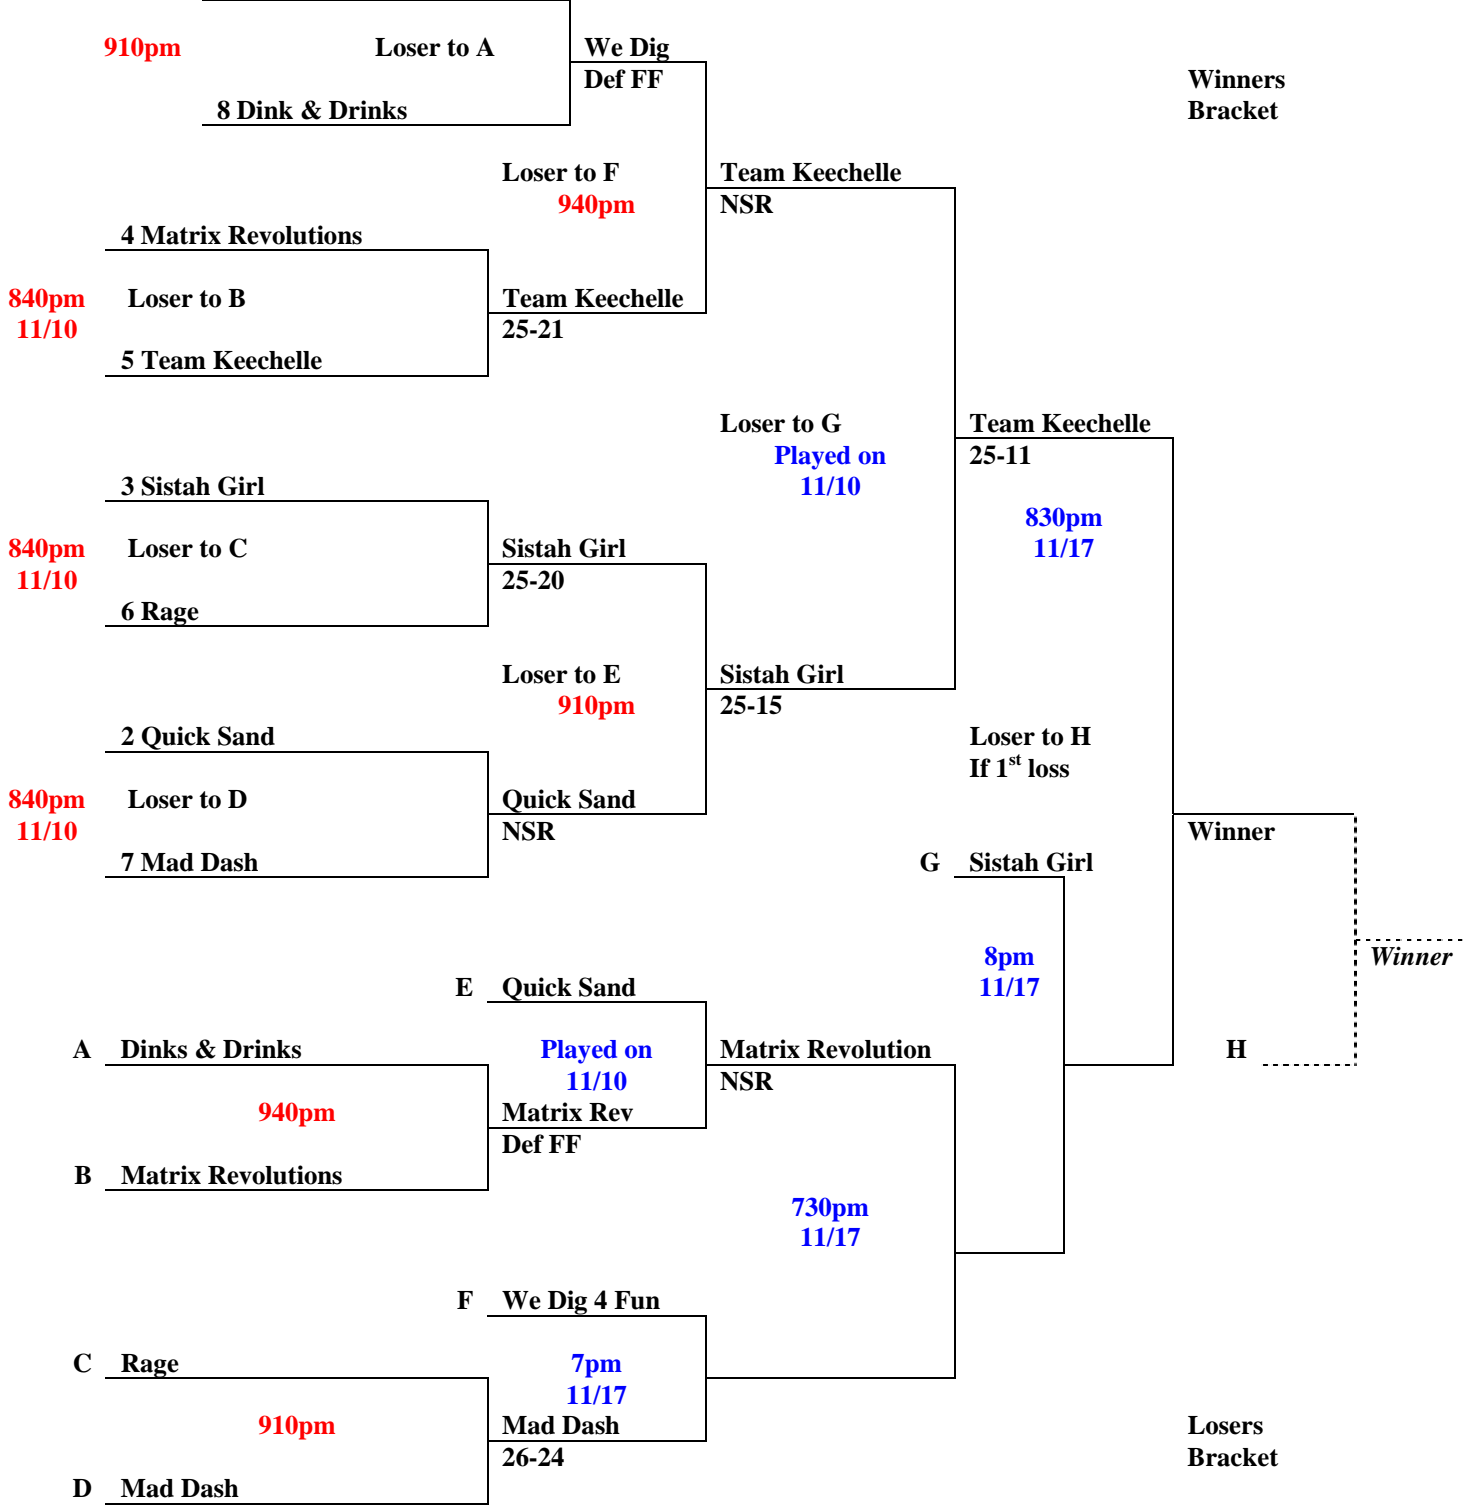 910pm Loser to A We Dig
Def FF Winners
8 Dink & Drinks Bracket
Loser to F Team Keechelle
940pm NSR
4 Matrix Revolutions
840pm Loser to B Team Keechelle
11/10 25-21
5 Team Keechelle
Loser to G Team Keechelle
Played on 25-11
3 Sistah Girl 11/10
830pm
840pm Loser to C Sistah Girl 11/17
11/10 25-20
6 Rage
Loser to E Sistah Girl
910pm 25-15
2 Quick Sand Loser to H
If 1st loss
840pm Loser to D Quick Sand
11/10 NSR Winner
7 Mad Dash G Sistah Girl
8pm Winner
E Quick Sand 11/17
A Dinks & Drinks Played on Matrix Revolution H
11/10 NSR
940pm Matrix Rev
Def FF
B Matrix Revolutions
730pm
11/17
F We Dig 4 Fun
C Rage 7pm
11/17
910pm Mad Dash Losers
26-24 Bracket
D Mad Dash